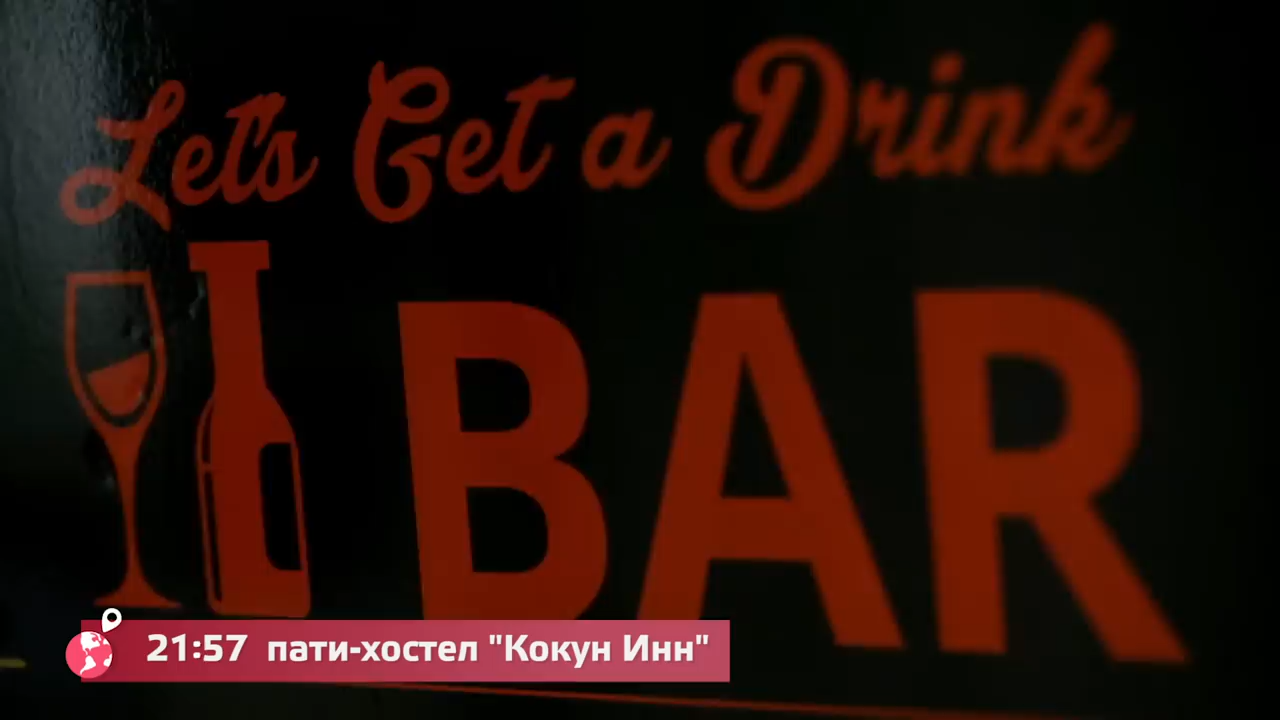 Let's Get a Drink
BAR
21:57 пати-хостел "Кокун Инн"